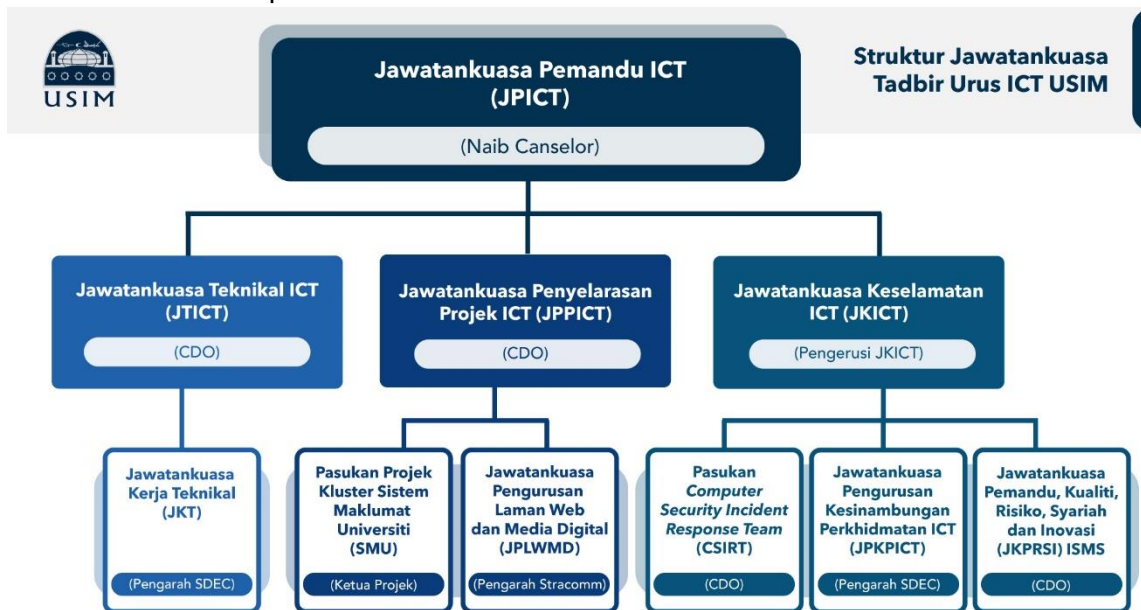 USIM
Struktur Jawatankuasa
Tadbir Urus ICT USIM
Jawatankuasa Pemandu ICT
(JPICT)
(Naib Canselor)
Jawatankuasa Teknikal ICT
(JTICT)
(CDO)
Jawatankuasa Penyelarasan
Projek ICT (JPPICT)
(CDO)
Jawatankuasa Keselamatan
ICT (JKICT)
(Pengerusi JKICT)
Jawatankuasa
Kerja Teknikal
(JKT)
(Pengarah SDEC)
Pasukan Projek
Kluster Sistem
Maklumat
Universiti
(SMU)
(Ketua Projek)
Jawatankuasa
Pengurusan
Laman Web
dan Media Digital
(JPLWMD)
(Pengarah Stracomm)
Pasukan
Computer
Security Incident
Response Team
(CSIRT)
(CDO)
Jawatankuasa
Pengurusan
Kesinambungan
Perkhidmatan ICT
(JPKPICT)
(Pengarah SDEC)
Jawatankuasa
Pemandu, Kualiti,
Risiko, Syariah
dan Inovasi
(JKPRSI) ISMS
(CDO)